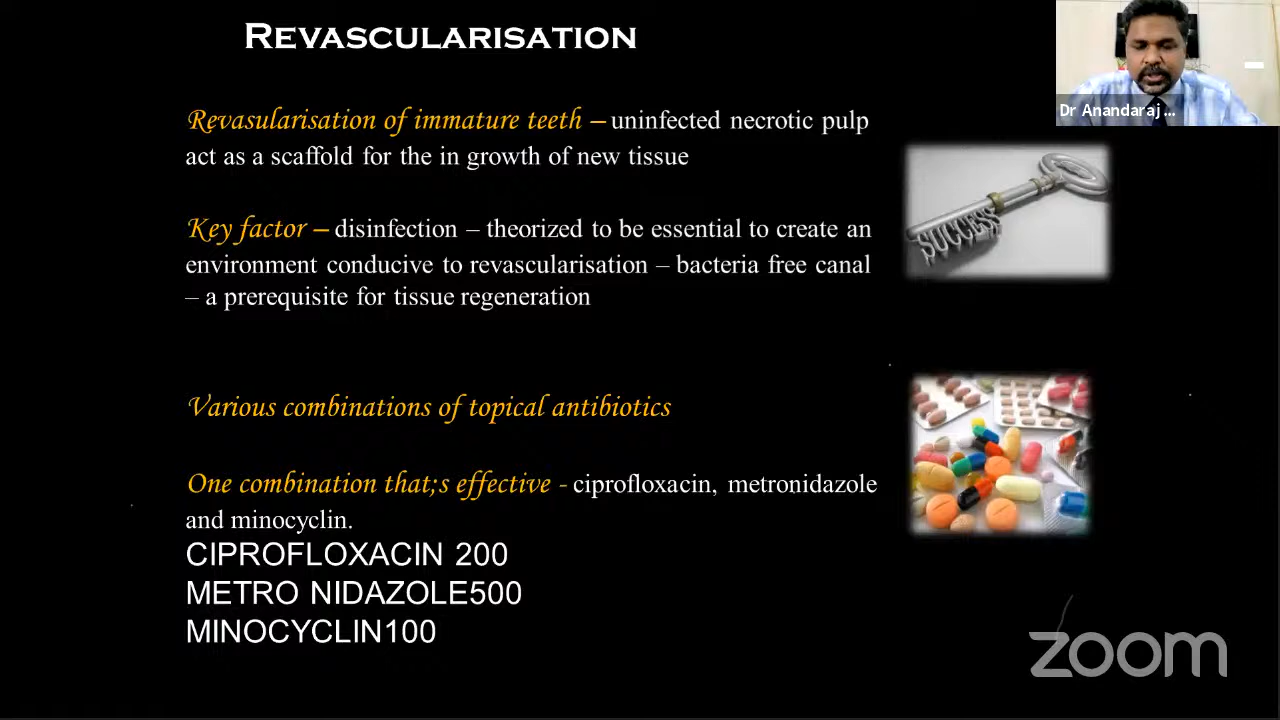 REVASCULARISATION
Dr Anandaraj ...
Revasularisation of immature teeth – uninfected necrotic pulp
act as a scaffold for the in growth of new tissue
SUCCESS
Key factor – disinfection – theorized to be essential to create an
environment conducive to revascularisation – bacteria free canal
– a prerequisite for tissue regeneration
Various combinations of topical antibiotics
One combination that;s effective - ciprofloxacin, metronidazole
and minocyclin.
CIPROFLOXACIN 200
METRO NIDAZOLE500
MINOCYCLIN100
zoom